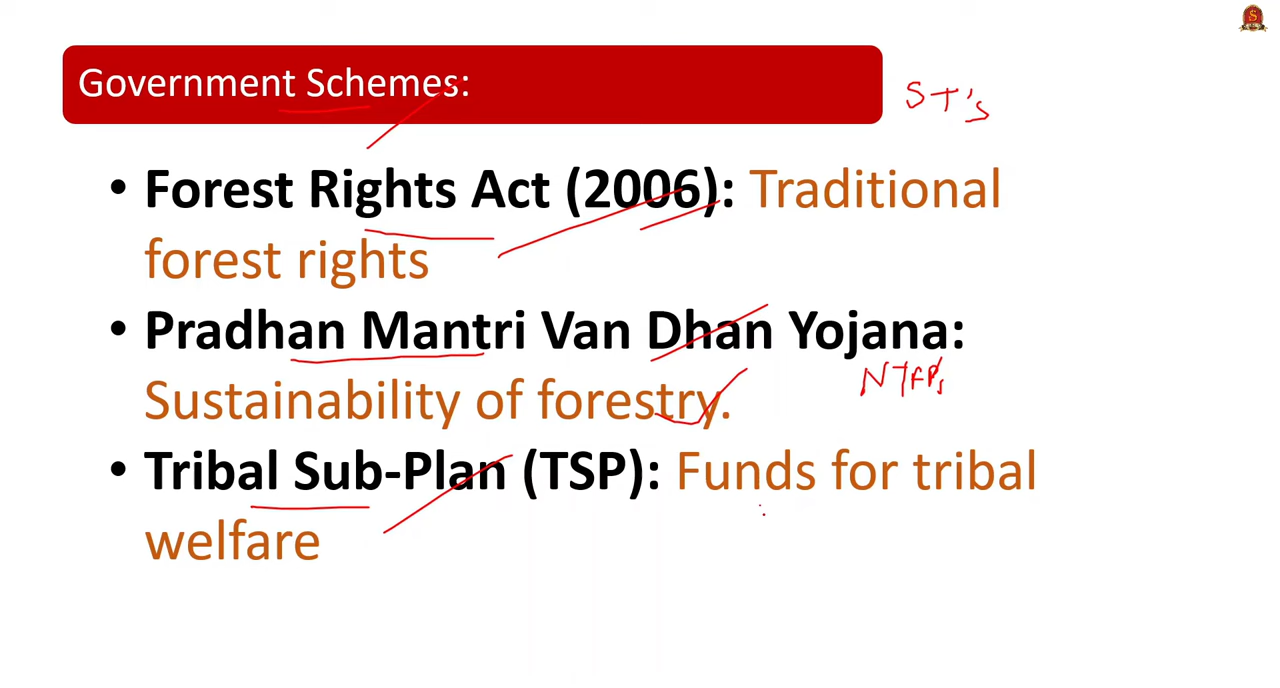 Government Schemes:
ST's
• Forest Rights Act (2006): Traditional
forest rights
• Pradhan Mantri Van Dhan Yojana:
NTFPs
Sustainability of forestry.
• Tribal Sub-Plan (TSP): Funds for tribal
welfare